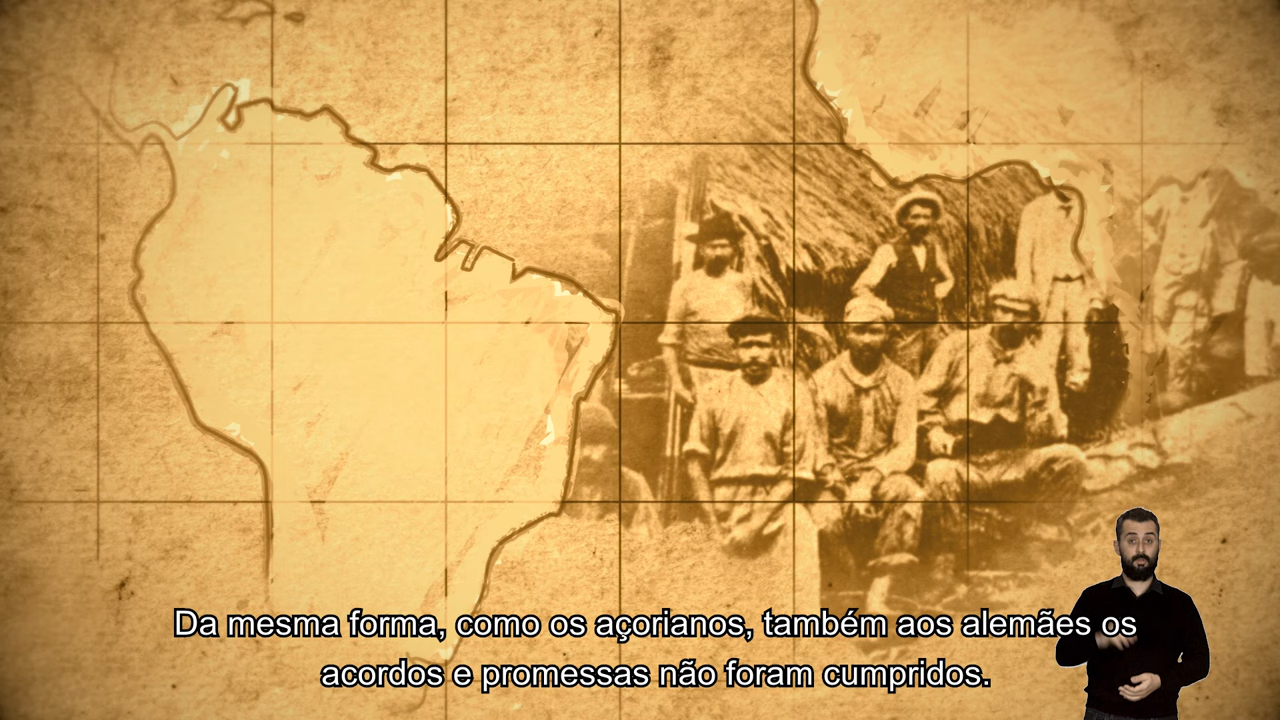 Da mesma forma, como os açorianos, também aos alemães os
acordos e promessas não foram cumpridos.